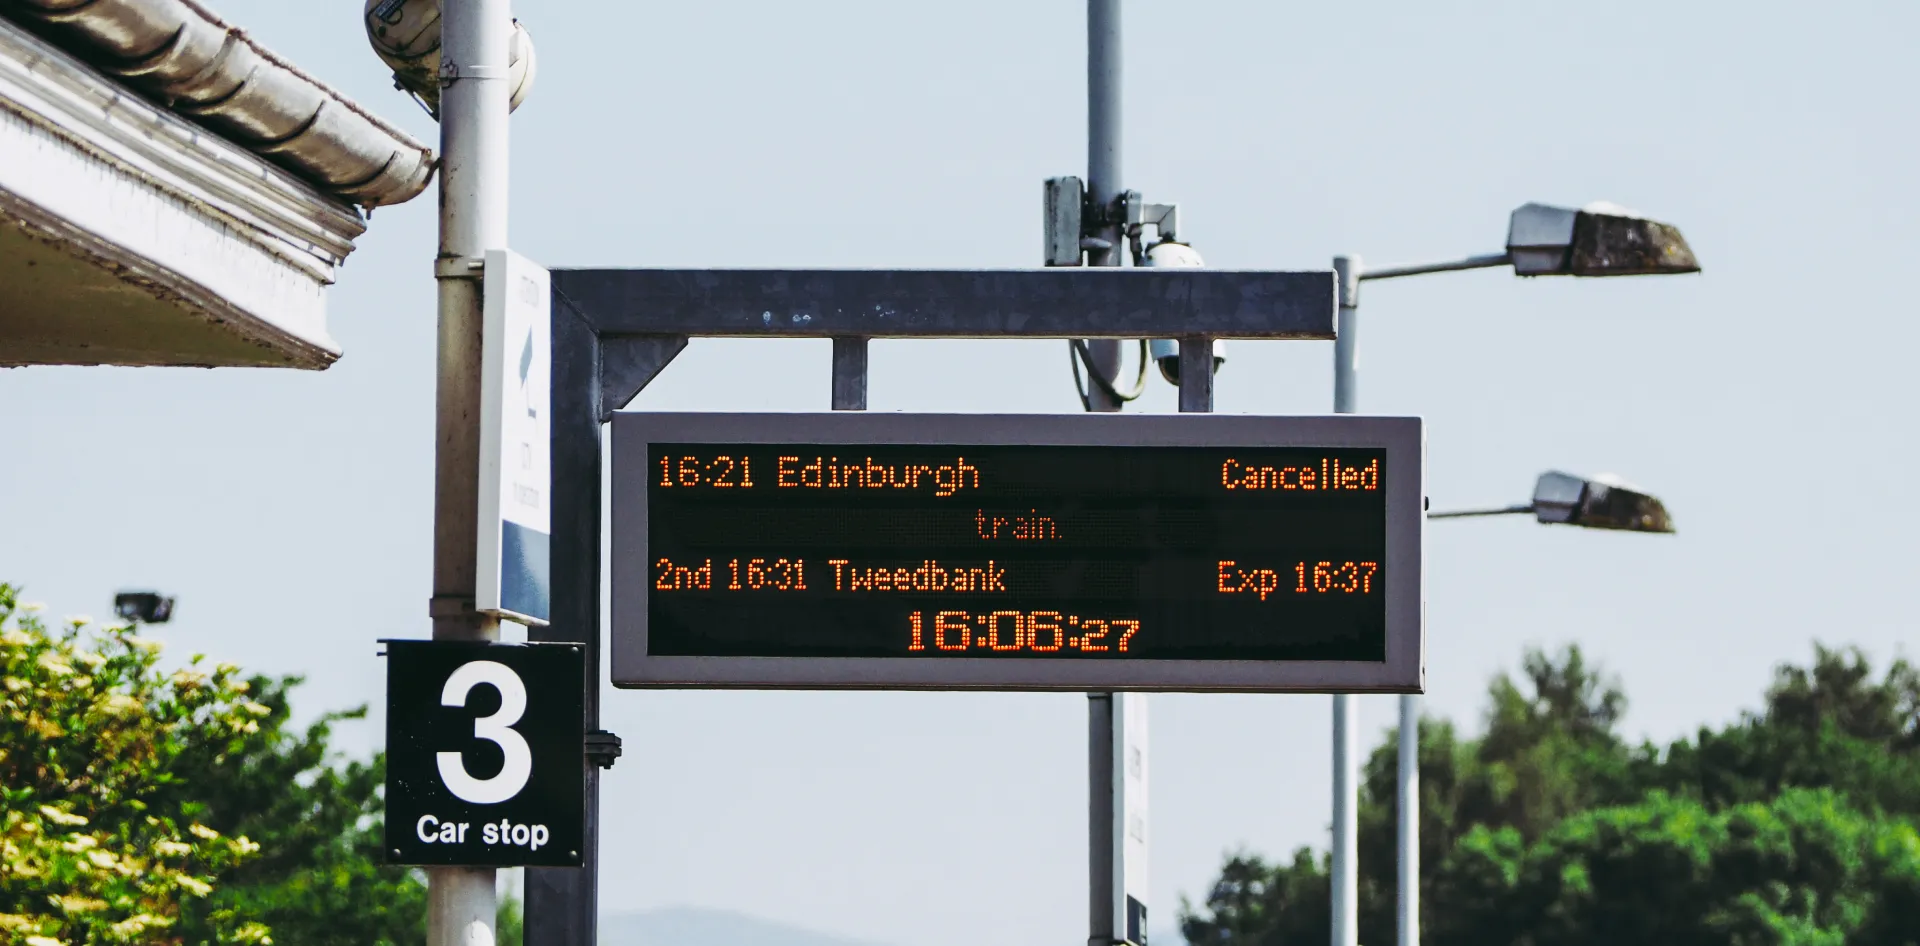 16:21 Edinburgh Cancelled
train.
2nd 16:31 Tweedbank Exp 16:37
16:06:27
3
Car stop